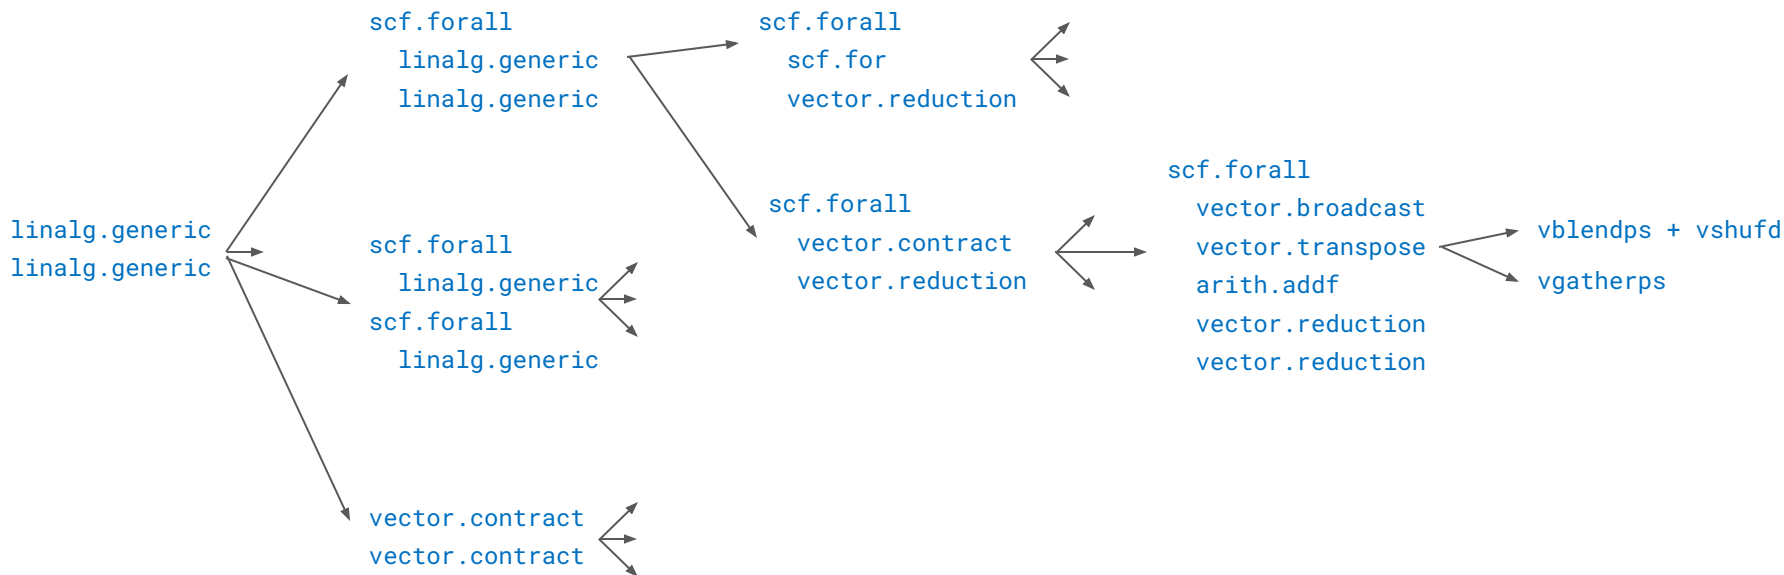 linalg.generic
linalg.generic
scf.forall
  linalg.generic
  linalg.generic
scf.forall
  linalg.generic
scf.forall
  linalg.generic
vector.contract
vector.contract
scf.forall
  scf.for
  vector.reduction
scf.forall
  vector.contract
  vector.reduction
scf.forall
  vector.broadcast
  vector.transpose
  arith.addf
  vector.reduction
  vector.reduction
vblendps + vshufd
vgatherps